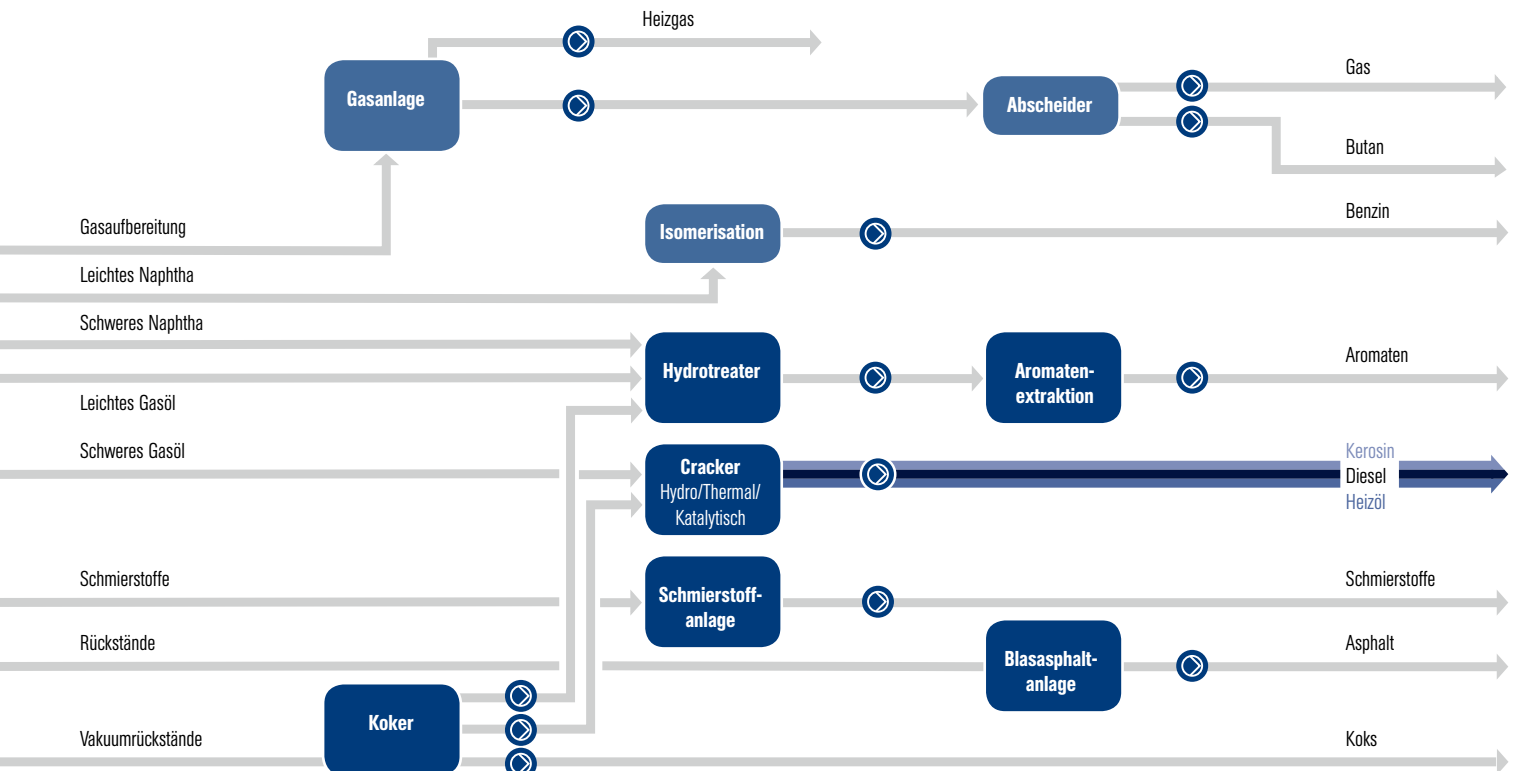 Heizgas
Gas
Gasanlage
Abscheider
Butan
Gasaufbereitung
Isomerisation
Benzin
Leichtes Naphtha
Schweres Naphtha
Hydrotreater
Aromaten-
extraktion
Aromaten
Leichtes Gasöl
Schweres Gasöl
Cracker
Hydro/Thermal/
Katalytisch
Kerosin
Diesel
Heizöl
Schmierstoffe
Schmierstoff-
anlage
Schmierstoffe
Rückstände
Blasasphalt-
anlage
Asphalt
Koker
Vakuumrückstände
Koks